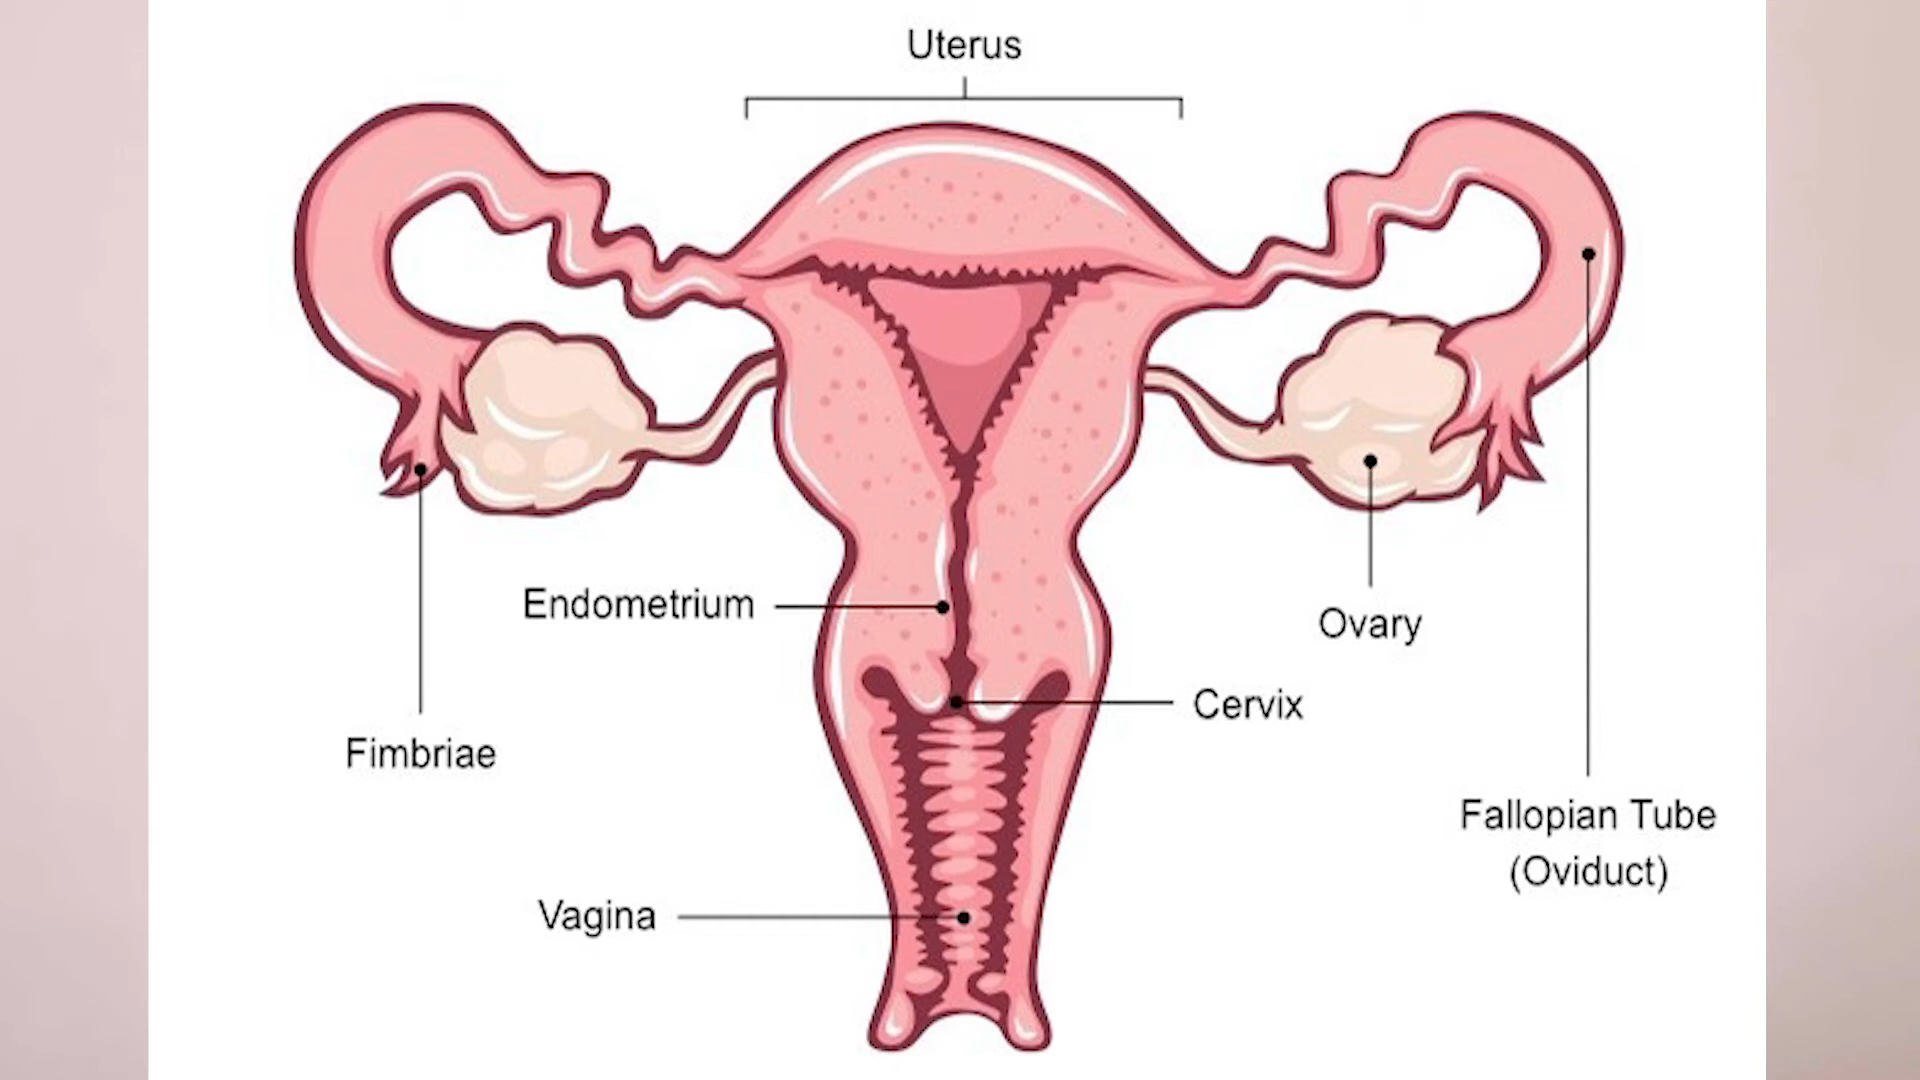 Uterus
Endometrium
Ovary
Cervix
Fimbriae
Fallopian Tube
(Oviduct)
Vagina